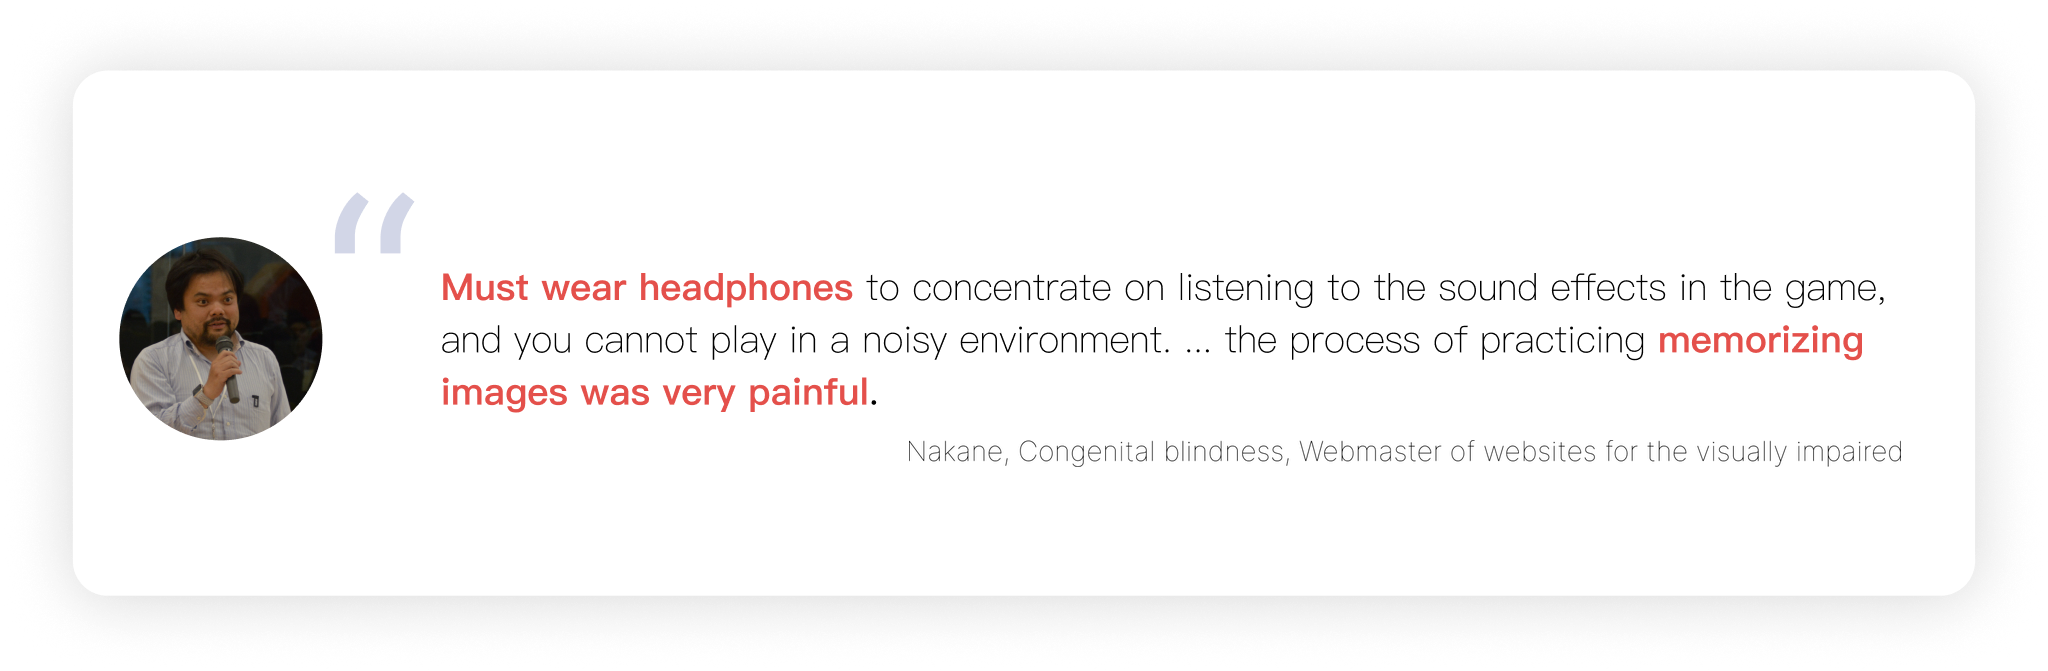 “
Must wear headphones to concentrate on listening to the sound effects in the game,
and you cannot play in a noisy environment. ... the process of practicing memorizing
images was very painful.
Nakane, Congenital blindness, Webmaster of websites for the visually impaired